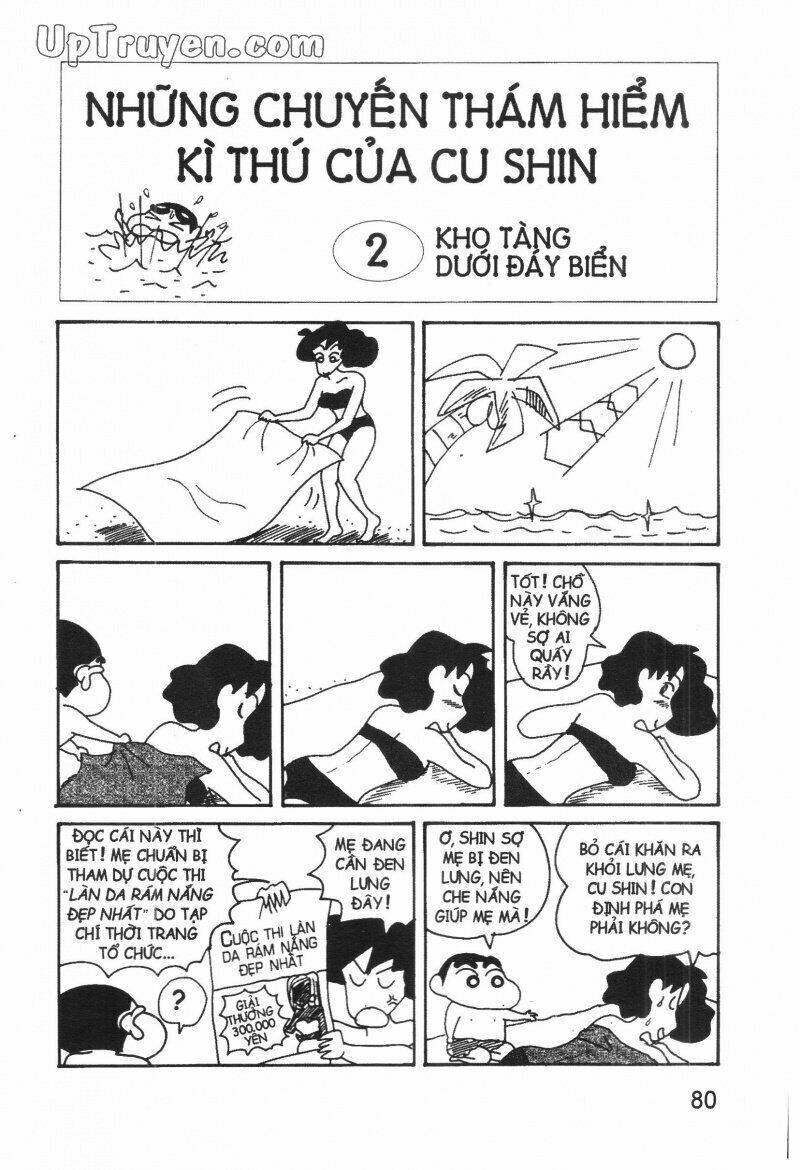 UpTruyen.com
NHỮNG CHUYẾN THÁM HIỂM
KÌ THÚ CỦA CU SHIN
2
KHO TÀNG
DƯỚI ĐÁY BIỂN
TỐT! CHỖ
NÀY VẮNG
VẺ, KHÔNG
SỢ AI
QUẤY
RẦY!
BỎ CÁI KHĂN RA
KHỎI LƯNG MẸ,
CU SHIN! CON
ĐỊNH PHÁ MẸ
PHẢI KHÔNG?
Ơ, SHIN SỢ
MẸ BỊ ĐEN
LƯNG, NÊN
CHE NẮNG
GIÚP MẸ MÀ!
MẸ ĐANG
CẦN ĐEN
LƯNG
ĐÂY!
ĐỌC CÁI NÀY THÌ
BIẾT! MẸ CHUẨN BỊ
THAM DỰ CUỘC THI
"LÀN DA RÁM NẮNG
ĐẸP NHẤT" DO TẠP
CHÍ THỜI TRANG
TỔ CHỨC...
CUỘC THI LÀN
DA RÁM NẮNG
ĐẸP NHẤT
GIẢI
THƯỞNG
300.000
YÊN
?
80